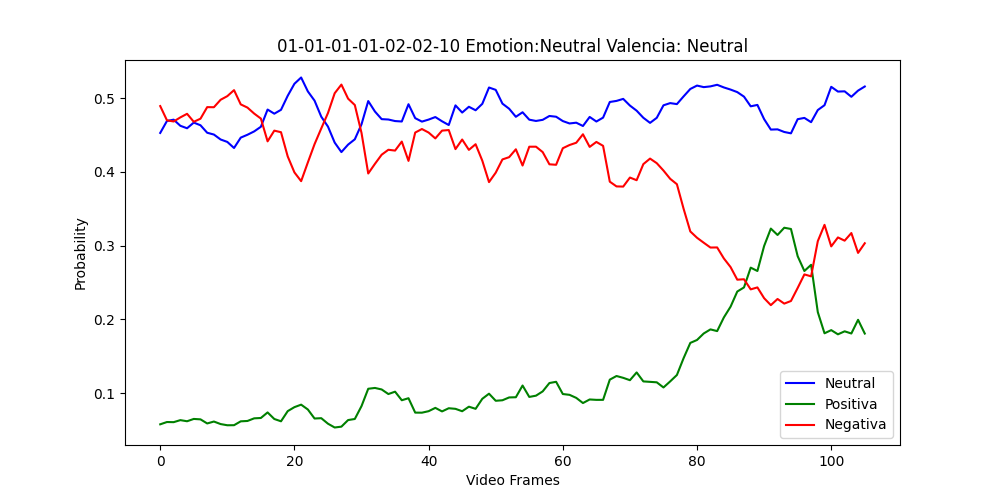 01-01-01-01-02-02-10 Emotion:Neutral Valencia: Neutral
Probability
0.5
0.4
0.3
0.2
0.1
0 20 40 60 80 100
Video Frames
Neutral
Positiva
Negativa